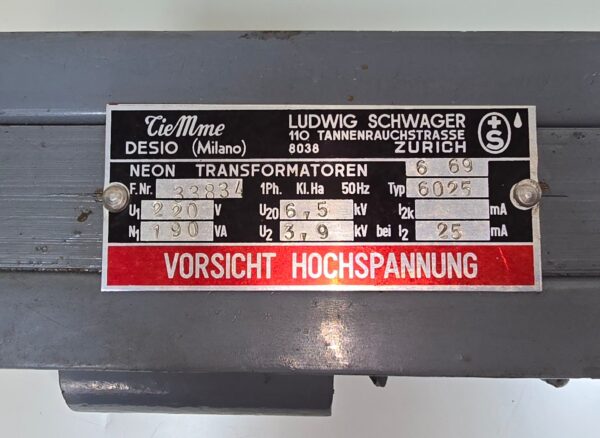 TieMme
DESIO (Milano)
LUDWIG SCHWAGER
110 TANNENRAUCHSTRASSE
8038 ZURICH
+S
NEON TRANSFORMATOREN 6 69
F.Nr. 33834 1Ph. Kl.Ha 50Hz Typ 6025
U1 220 V U20 6,5 kV I2k mA
N1 190 VA U2 3,9 kV bei I2 25 mA
VORSICHT HOCHSPANNUNG